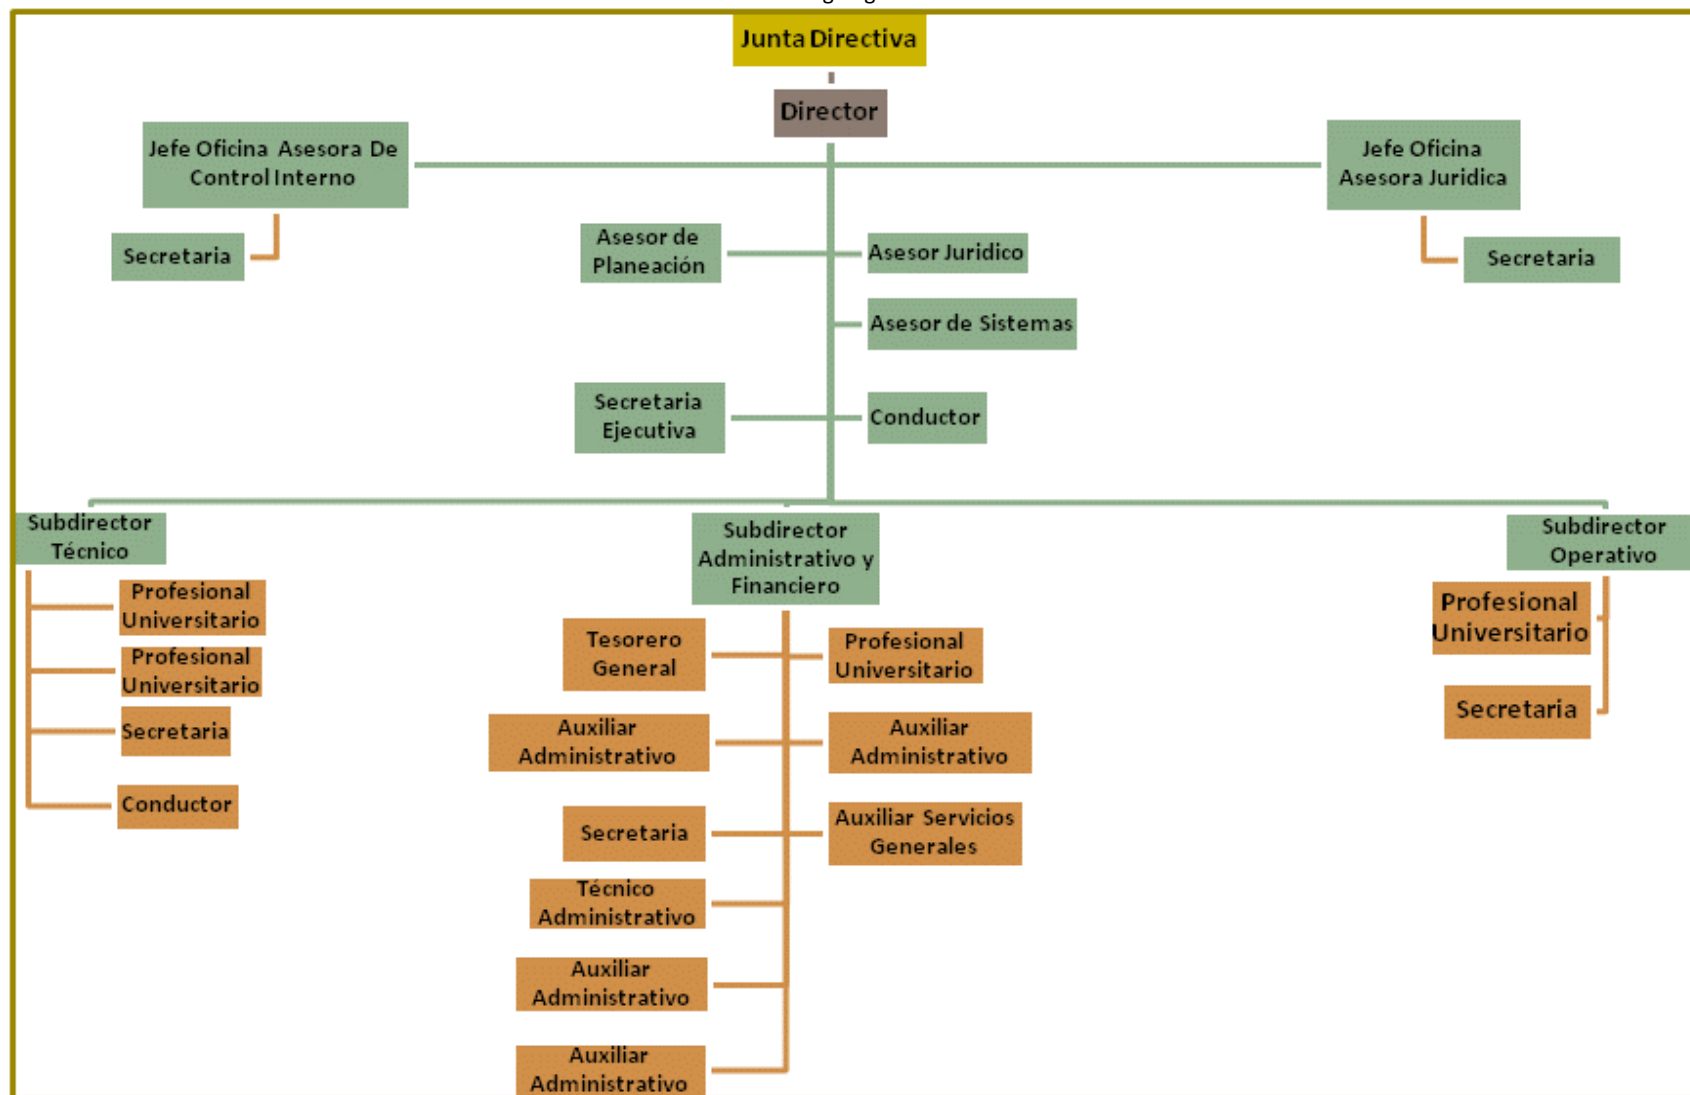 Junta Directiva
Director
Jefe Oficina Asesora De
Control Interno
Jefe Oficina
Asesora Juridica
Secretaria
Asesor de
Planeación
Asesor Juridico
Secretaria
Asesor de Sistemas
Secretaria
Ejecutiva
Conductor
Subdirector
Técnico
Profesional
Universitario
Profesional
Universitario
Secretaria
Conductor
Subdirector
Administrativo y
Financiero
Tesorero
General
Profesional
Universitario
Auxiliar
Administrativo
Auxiliar
Administrativo
Secretaria
Auxiliar Servicios
Generales
Técnico
Administrativo
Auxiliar
Administrativo
Auxiliar
Administrativo
Subdirector
Operativo
Profesional
Universitario
Secretaria